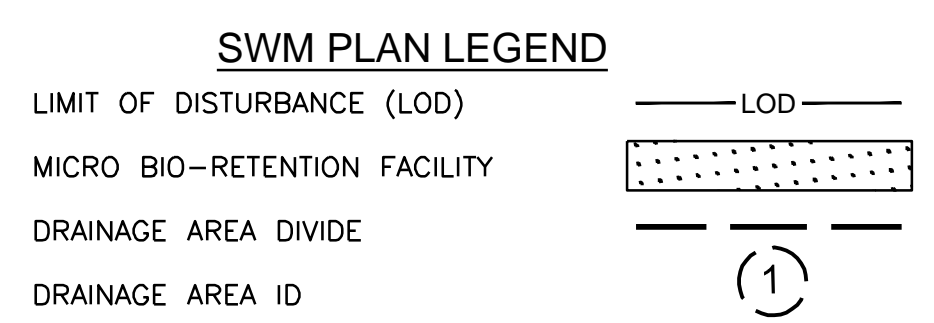 SWM PLAN LEGEND
LIMIT OF DISTURBANCE (LOD) LOD
MICRO BIO-RETENTION FACILITY
DRAINAGE AREA DIVIDE
DRAINAGE AREA ID 1